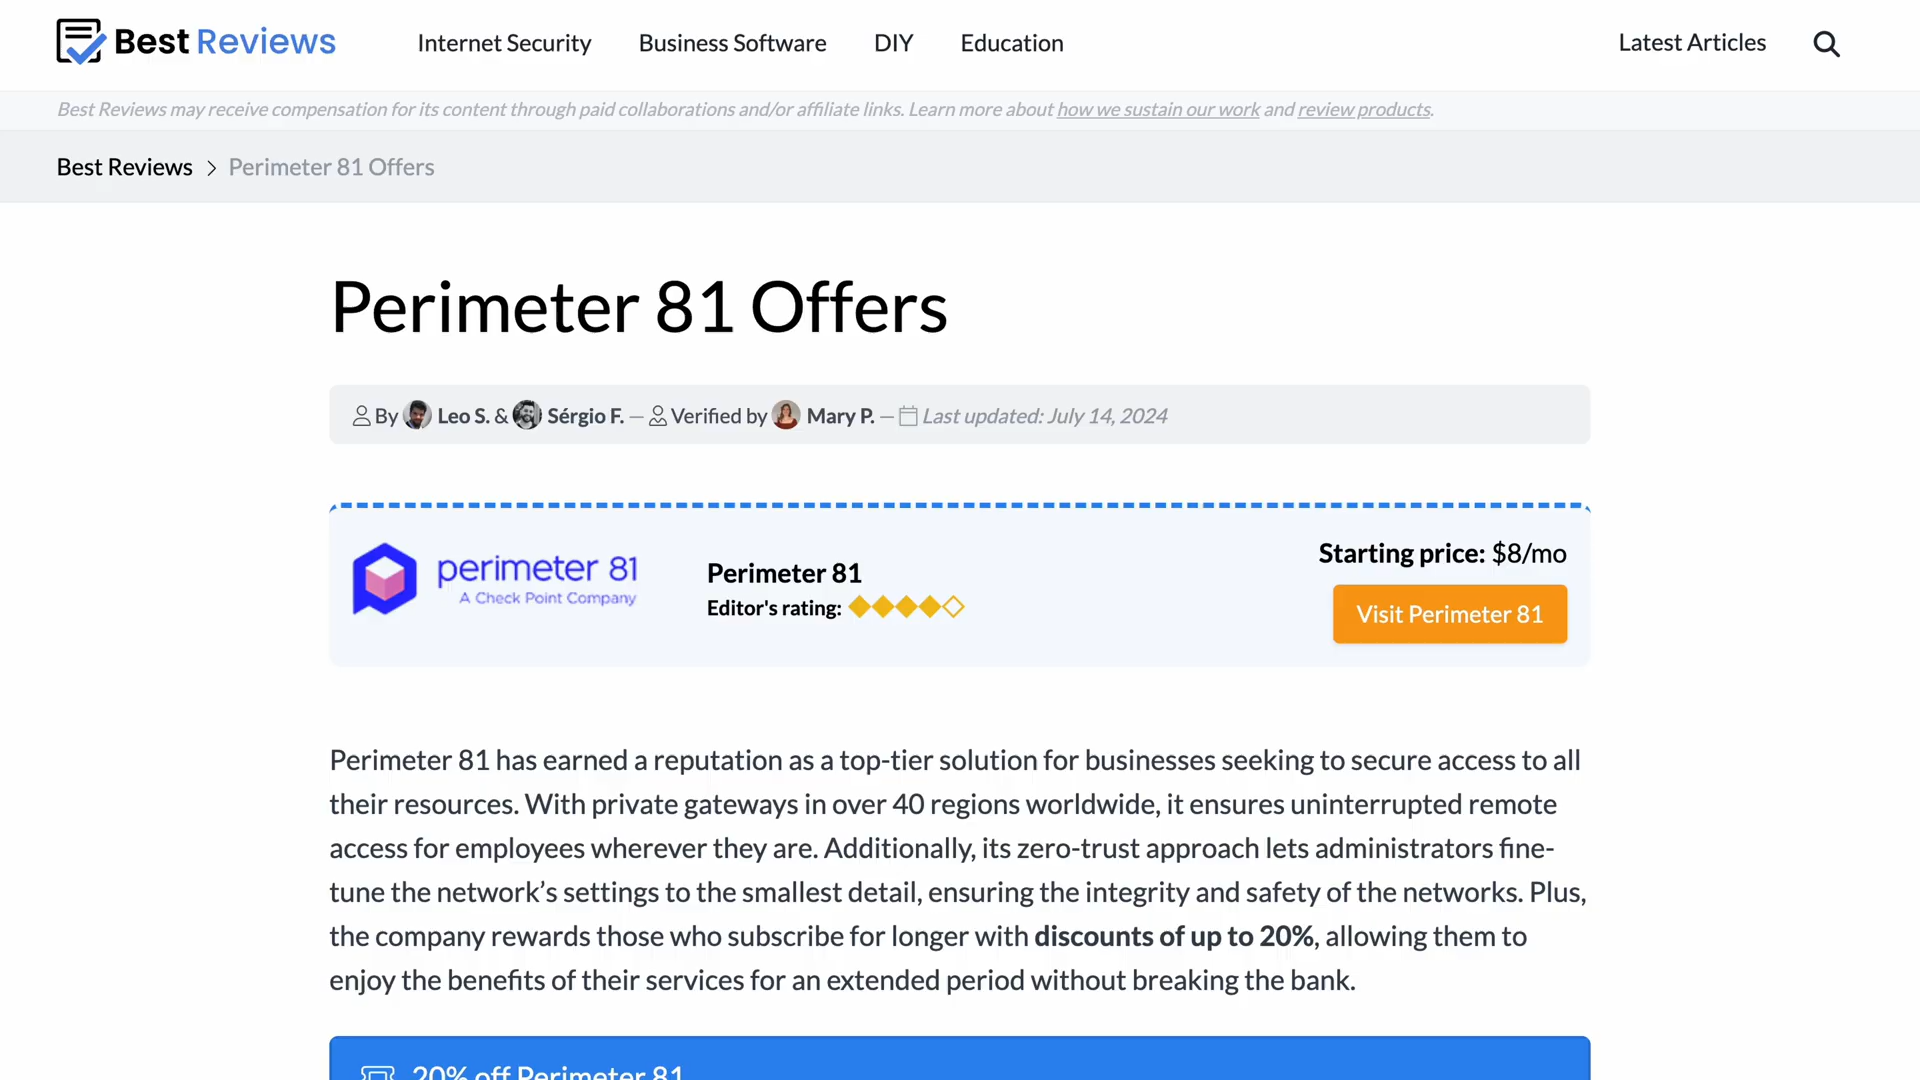 Best Reviews
Internet Security
Business Software
DIY
Education
Latest Articles
Best Reviews may receive compensation for its content through paid collaborations and/or affiliate links. Learn more about how we sustain our work and review products.
Best Reviews > Perimeter 81 Offers
Perimeter 81 Offers
By Leo S. & Sérgio F. — Verified by Mary P. — Last updated: July 14, 2024
perimeter 81
A Check Point Company
Perimeter 81
Editor's rating:
Starting price: $8/mo
Visit Perimeter 81
Perimeter 81 has earned a reputation as a top-tier solution for businesses seeking to secure access to all
their resources. With private gateways in over 40 regions worldwide, it ensures uninterrupted remote
access for employees wherever they are. Additionally, its zero-trust approach lets administrators fine-
tune the network’s settings to the smallest detail, ensuring the integrity and safety of the networks. Plus,
the company rewards those who subscribe for longer with discounts of up to 20%, allowing them to
enjoy the benefits of their services for an extended period without breaking the bank.
20% off Perimeter 81